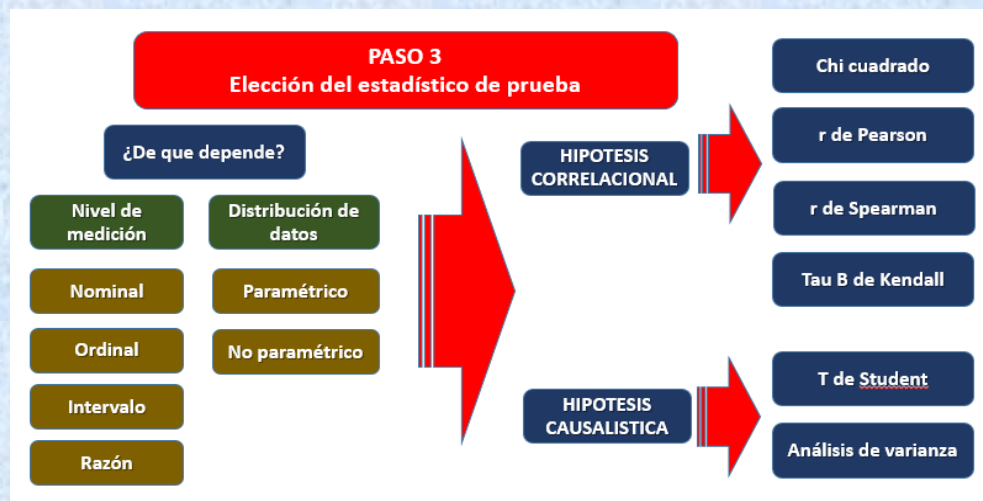 PASO 3
Elección del estadístico de prueba
¿De que depende?
Nivel de
medición
Nominal
Ordinal
Intervalo
Razón
Distribución de
datos
Paramétrico
No paramétrico
HIPOTESIS
CORRELACIONAL
Chi cuadrado
r de Pearson
r de Spearman
Tau B de Kendall
HIPOTESIS
CAUSALISTICA
T de Student
Análisis de varianza